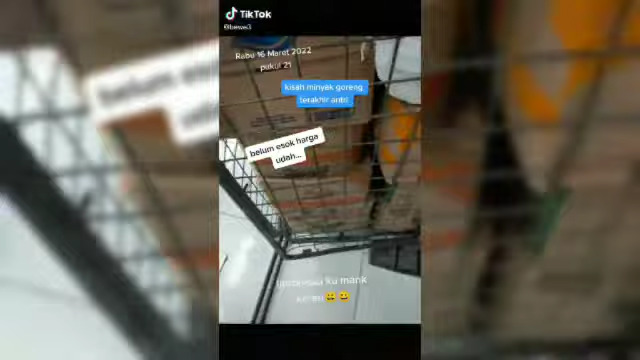 TikTok
Rabu 16 Maret 2022
pukul 21
kisah minyak goreng
terakhir antri
belum esok harga
udah...
ku mank
😀😀